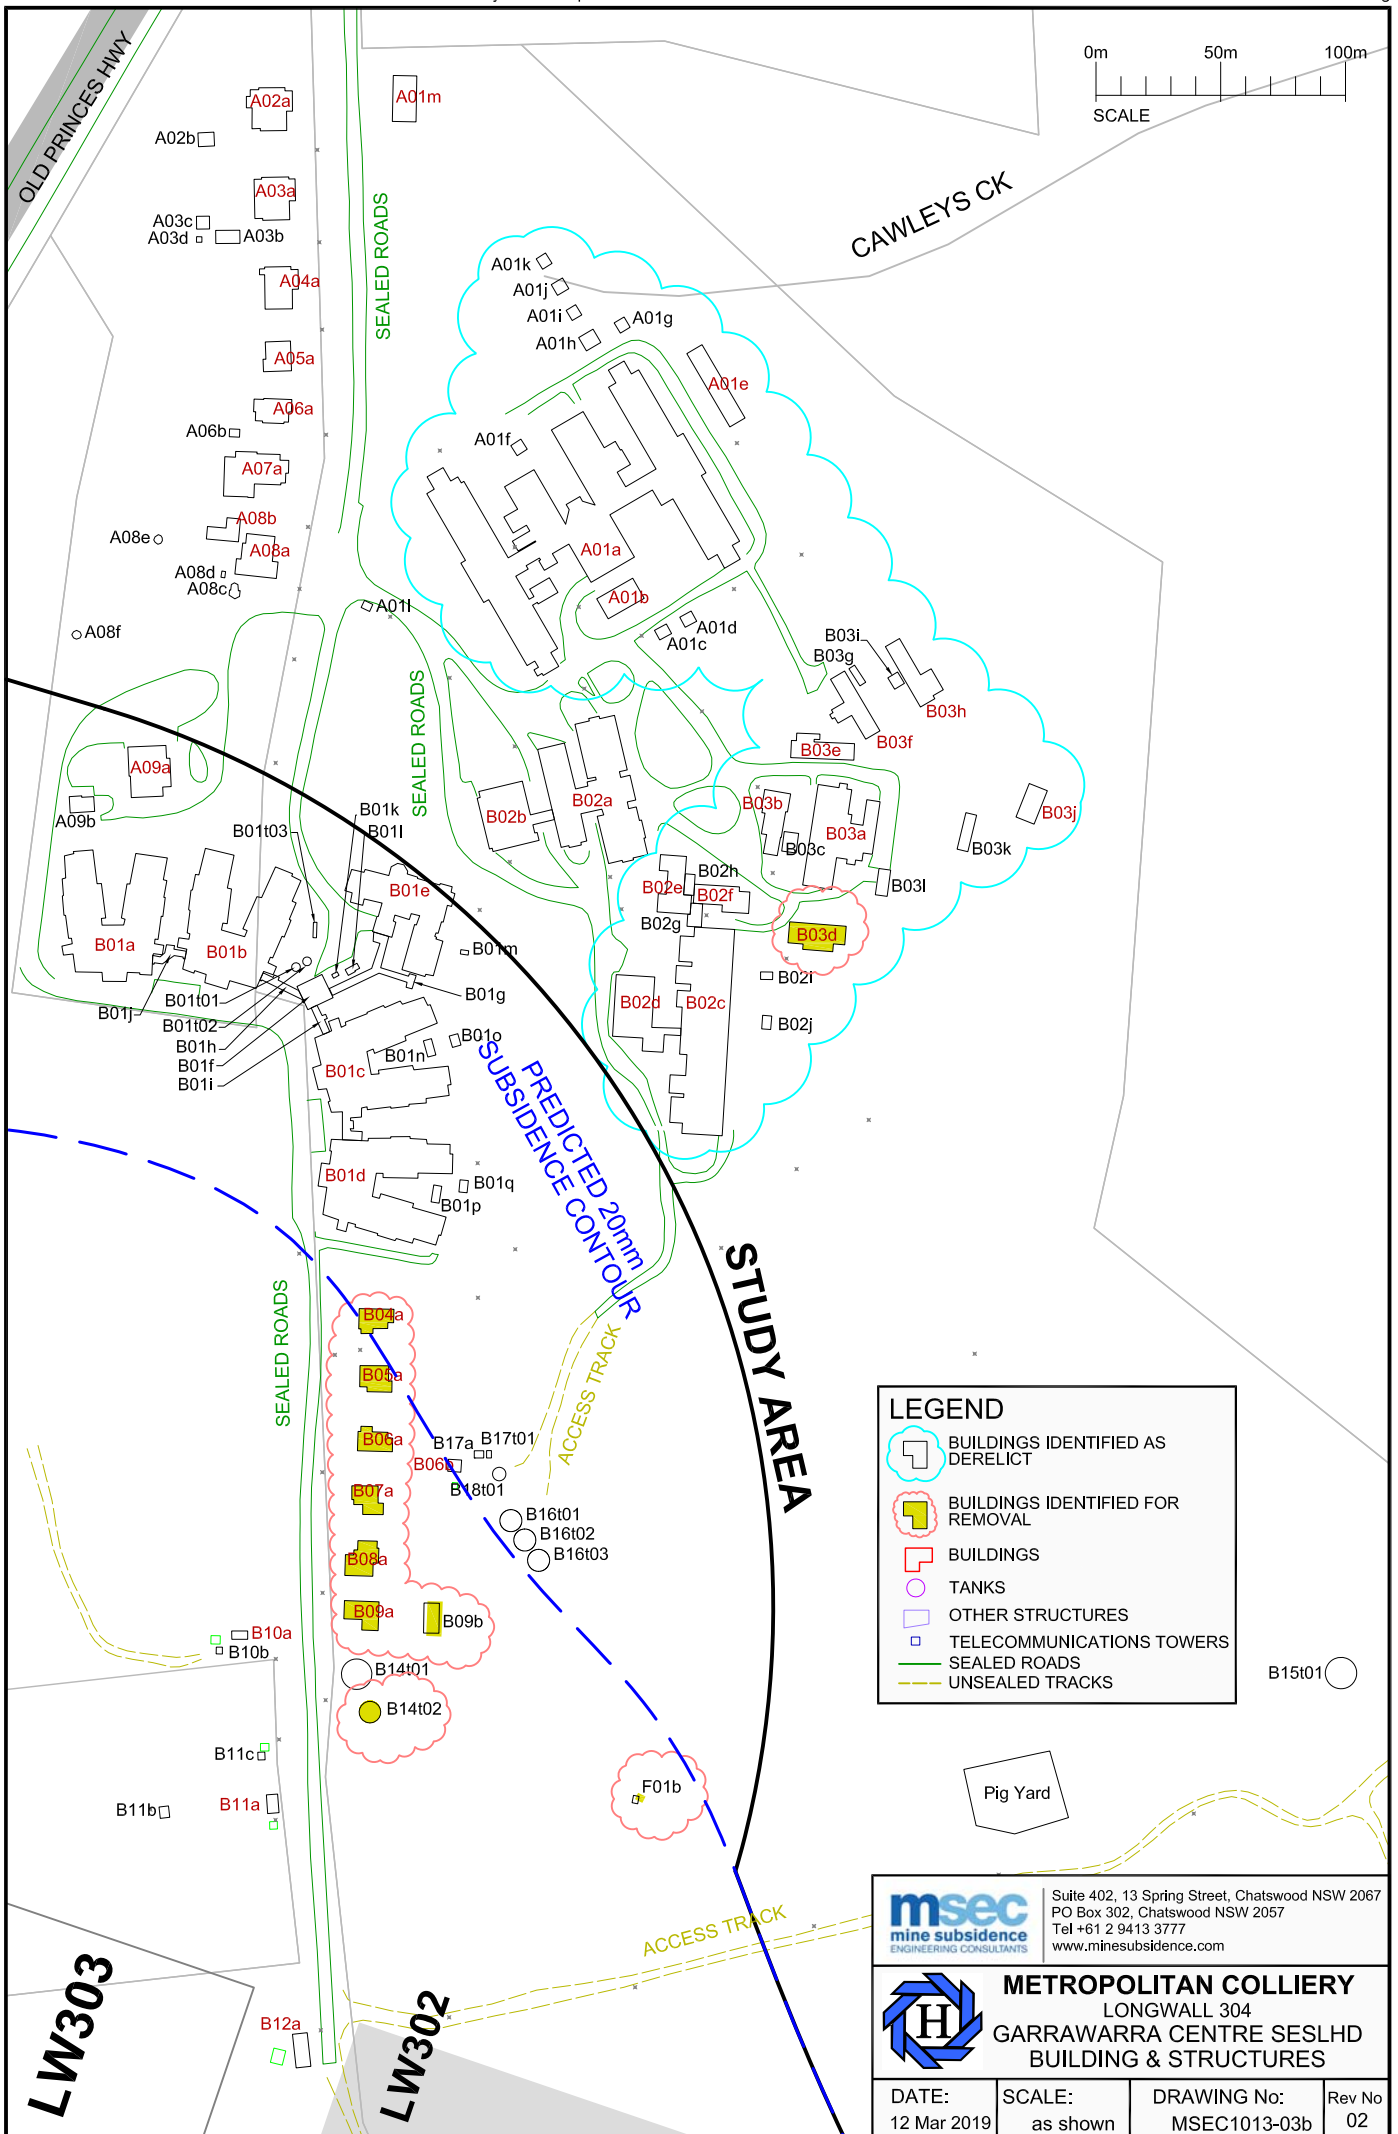 OLD PRINCES HWY
A02a
A01m
A02b
0m 50m 100m
SCALE
A03a
A03c
A03d
A03b
SEALED ROADS
CAWLEYS CK
A04a
A01k
A01j
A01i
A01h
A01g
A05a
A01e
A06a
A06b
A01f
A07a
A08b
A08e
A08a
A01a
A08d
A08c
A01b
A01l
A01d
A01c
A08f
B03i
B03g
B03h
B03f
B03e
SEALED ROADS
A09a
A09b
B02a
B02b
B03b
B03a
B03j
B03c
B03k
B01k
B01l
B01t03
B01e
B02h
B02e
B02f
B03l
B02g
B03d
B01a
B01b
B01m
B02i
B01t01
B01g
B01j
B01t02
B02d
B02c
B02j
B01h
B01f
B01i
B01o
B01n
B01c
PREDICTED 20mm
SUBSIDENCE CONTOUR
B01d
B01q
B01p
STUDY AREA
SEALED ROADS
B04a
B05a
ACCESS TRACK
B06a
B17a
B17t01
B06b
B18t01
B07a
B16t01
B16t02
B16t03
B08a
B09a
B09b
B10a
B10b
B14t01
B14t02
B15t01
B11c
B11b
B11a
F01b
Pig Yard
LEGEND
BUILDINGS IDENTIFIED AS
DERELICT
BUILDINGS IDENTIFIED FOR
REMOVAL
BUILDINGS
TANKS
OTHER STRUCTURES
TELECOMMUNICATIONS TOWERS
SEALED ROADS
UNSEALED TRACKS
ACCESS TRACK
LW303
B12a
LW302
msec
mine subsidence
ENGINEERING CONSULTANTS
Suite 402, 13 Spring Street, Chatswood NSW 2067
PO Box 302, Chatswood NSW 2057
Tel +61 2 9413 3777
www.minesubsidence.com
H
METROPOLITAN COLLIERY
LONGWALL 304
GARRAWARRA CENTRE SESLHD
BUILDING & STRUCTURES
DATE:
12 Mar 2019
SCALE:
as shown
DRAWING No:
MSEC1013-03b
Rev No
02